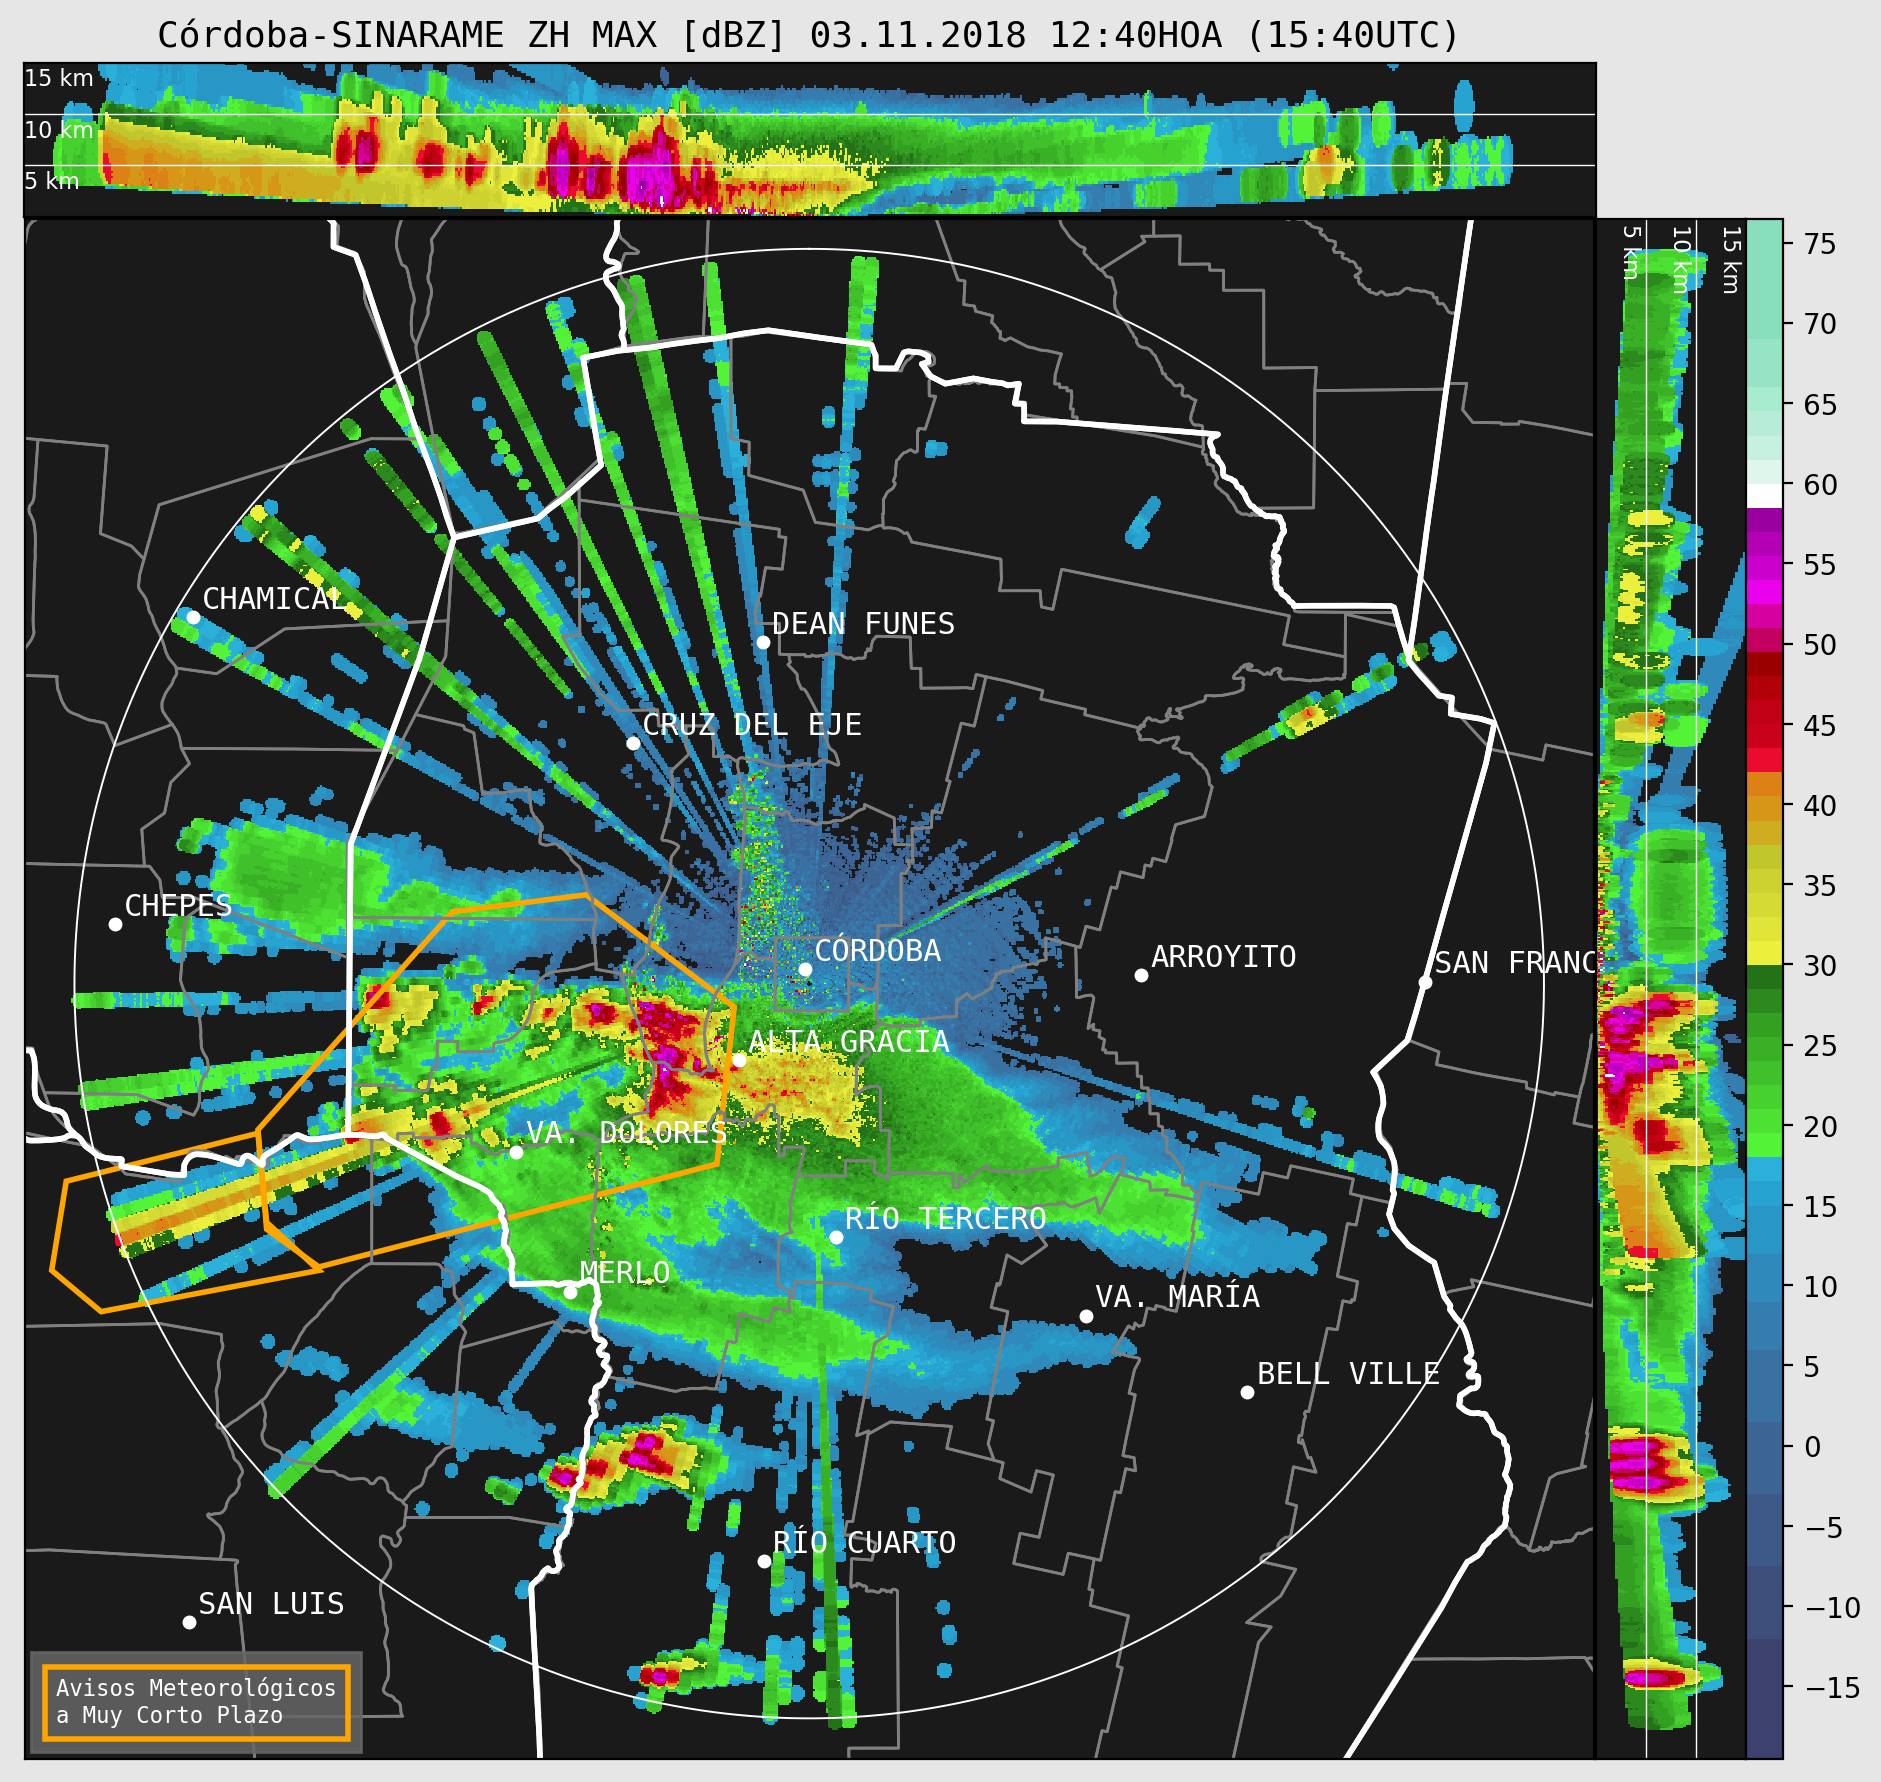 Córdoba-SINARAME ZH MAX [dBZ] 03.11.2018 12:40HOA (15:40UTC)
15 km
10 km
5 km
5 km
10 km
15 km
75
70
65
60
55
50
45
40
35
30
25
20
15
10
5
0
−5
−10
−15
CHAMICAL
DEAN FUNES
CRUZ DEL EJE
CHEPES
CÓRDOBA
ARROYITO
SAN FRANC
ALTA GRACIA
VA. DOLORES
RÍO TERCERO
MERLO
VA. MARÍA
BELL VILLE
RÍO CUARTO
SAN LUIS
Avisos Meteorológicos
a Muy Corto Plazo